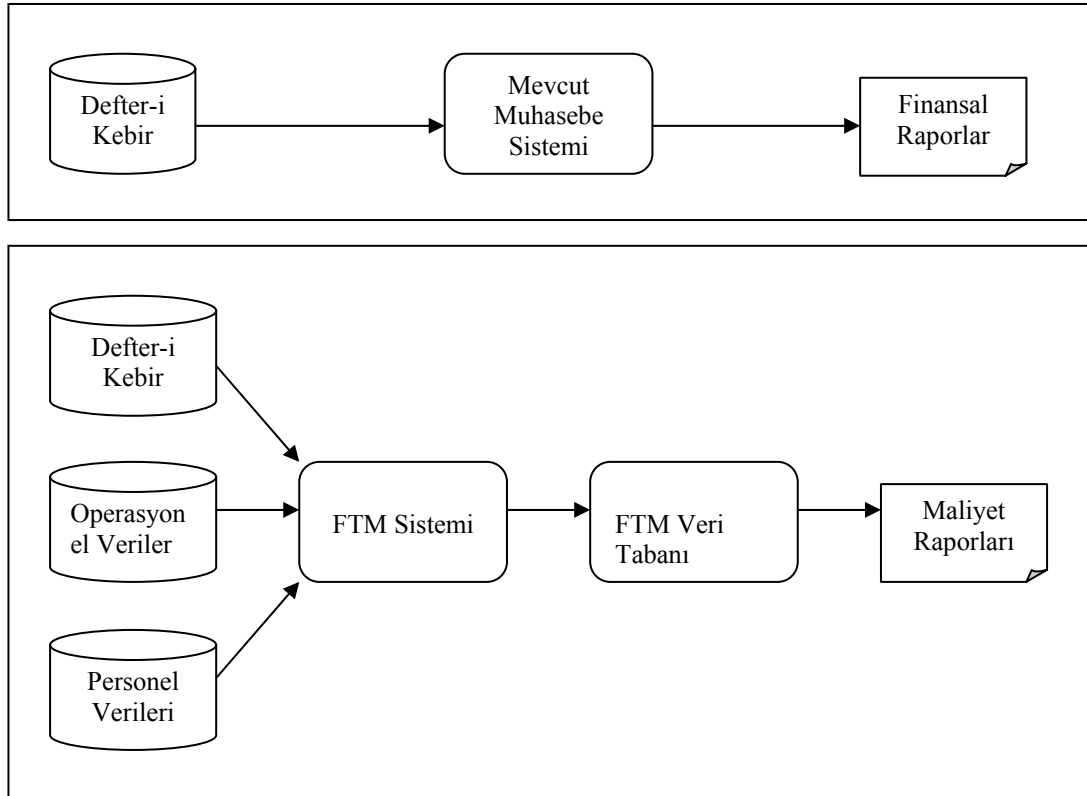 Defter-i
Kebir
Mevcut
Muhasebe
Sistemi
Finansal
Raporlar
Defter-i
Kebir
Operasyon
el Veriler
Personel
Verileri
FTM Sistemi
FTM Veri
Tabanı
Maliyet
Raporları